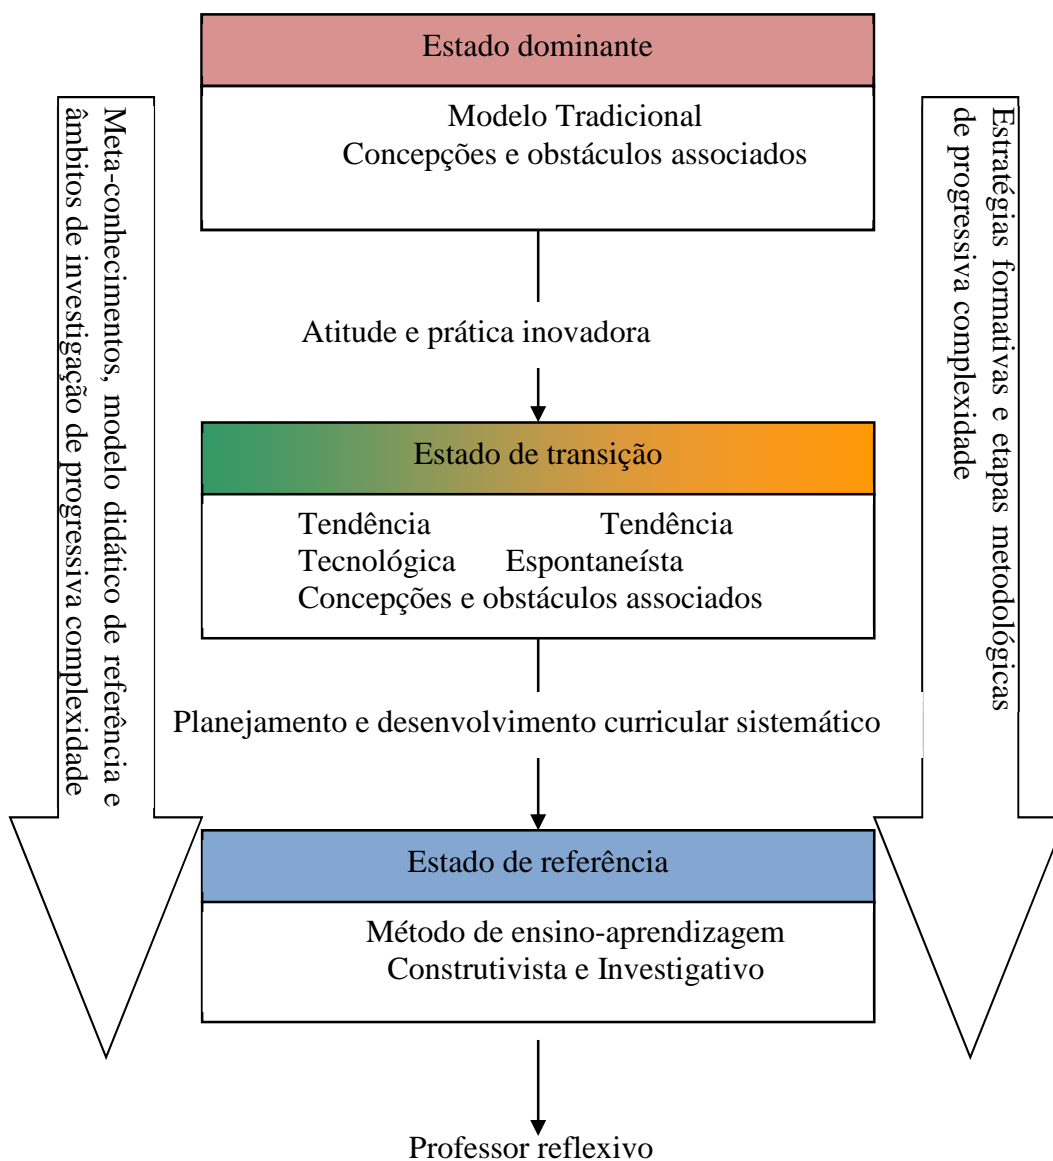 Estado dominante
Modelo Tradicional
Concepções e obstáculos associados
Meta-conhecimentos, modelo didático de referência e
âmbitos de investigação de progressiva complexidade
Estratégias formativas e etapas metodológicas
de progressiva complexidade
Atitude e prática inovadora
Estado de transição
Tendência Tendência
Tecnológica Espontaneísta
Concepções e obstáculos associados
Planejamento e desenvolvimento curricular sistemático
Estado de referência
Método de ensino-aprendizagem
Construtivista e Investigativo
Professor reflexivo